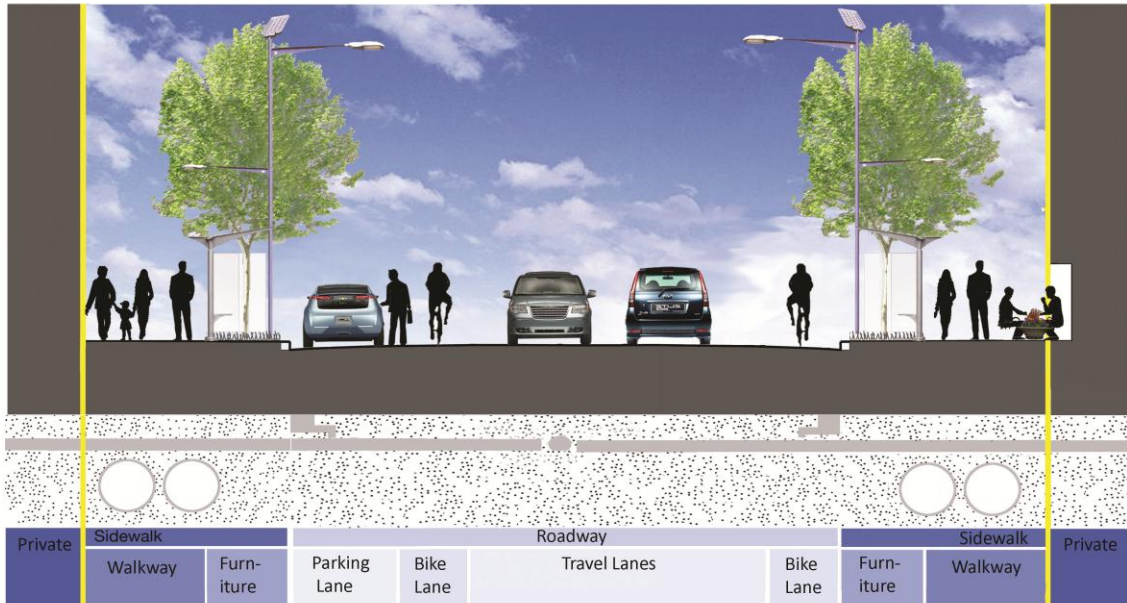 Private
Sidewalk
Roadway
Sidewalk
Private
Walkway
Furn-
iture
Parking
Lane
Bike
Lane
Travel Lanes
Bike
Lane
Furn-
iture
Walkway